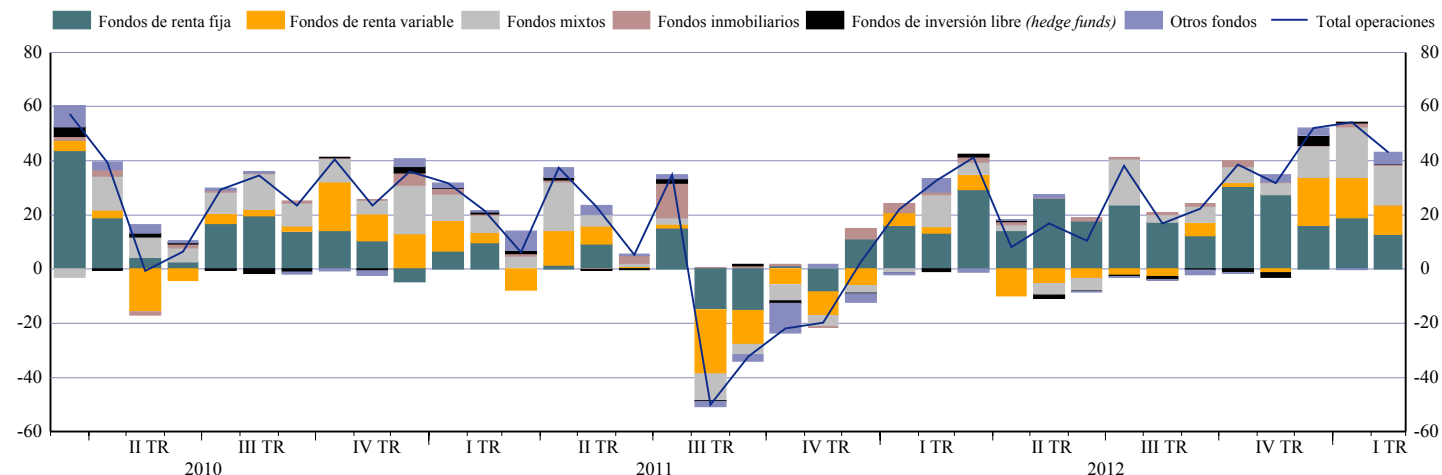 Fondos de renta fija Fondos de renta variable Fondos mixtos Fondos inmobiliarios Fondos de inversión libre (hedge funds) Otros fondos Total operaciones
80 80
60 60
40 40
20 20
0 0
-20 -20
-40 -40
-60 -60
II TR III TR IV TR I TR II TR III TR IV TR I TR II TR III TR IV TR I TR
2010 2011 2012